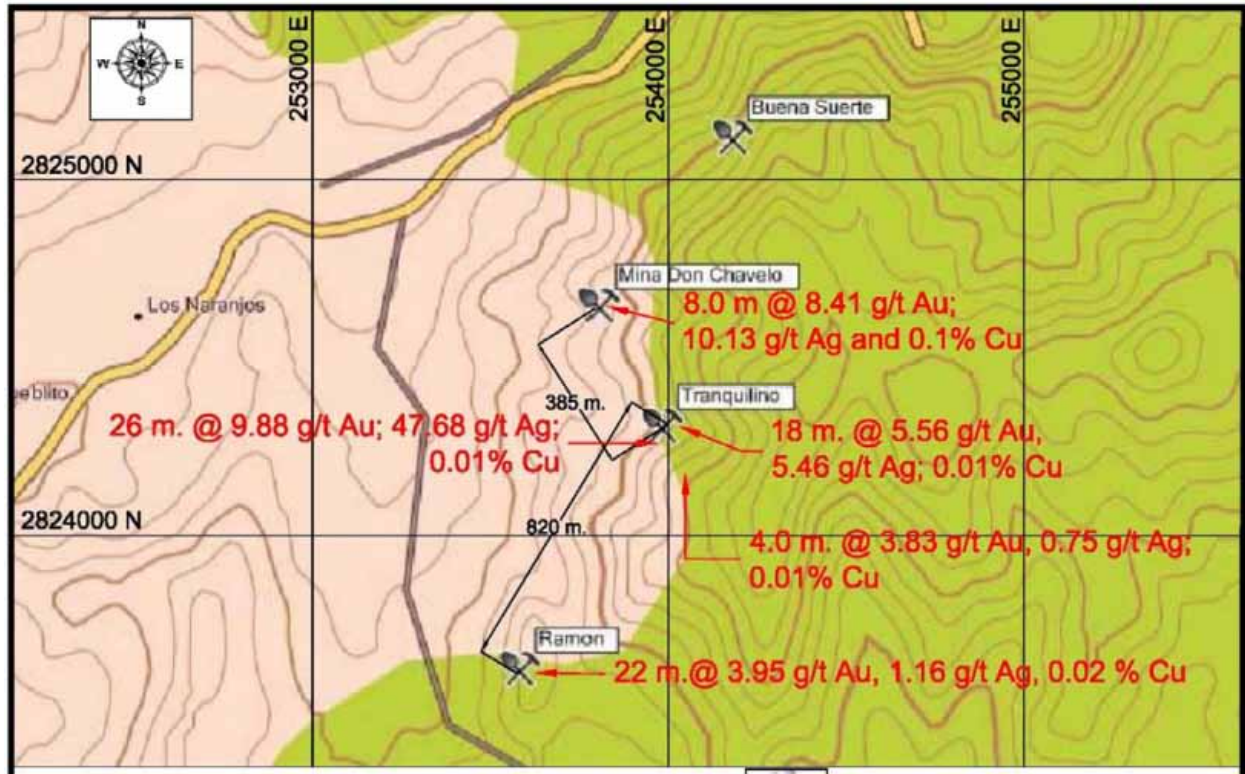 N
W E
S
253000 E
254000 E
255000 E
Buena Suerte
2825000 N
Mina Don Chavelo
Los Naranjos
8.0 m @ 8.41 g/t Au;
10.13 g/t Ag and 0.1% Cu
eblito
385 m.
Tranquilino
26 m. @ 9.88 g/t Au; 47.68 g/t Ag;
0.01% Cu
18 m. @ 5.56 g/t Au,
5.46 g/t Ag; 0.01% Cu
2824000 N
820 m.
4.0 m. @ 3.83 g/t Au, 0.75 g/t Ag;
0.01% Cu
Ramon
22 m.@ 3.95 g/t Au, 1.16 g/t Ag, 0.02 % Cu